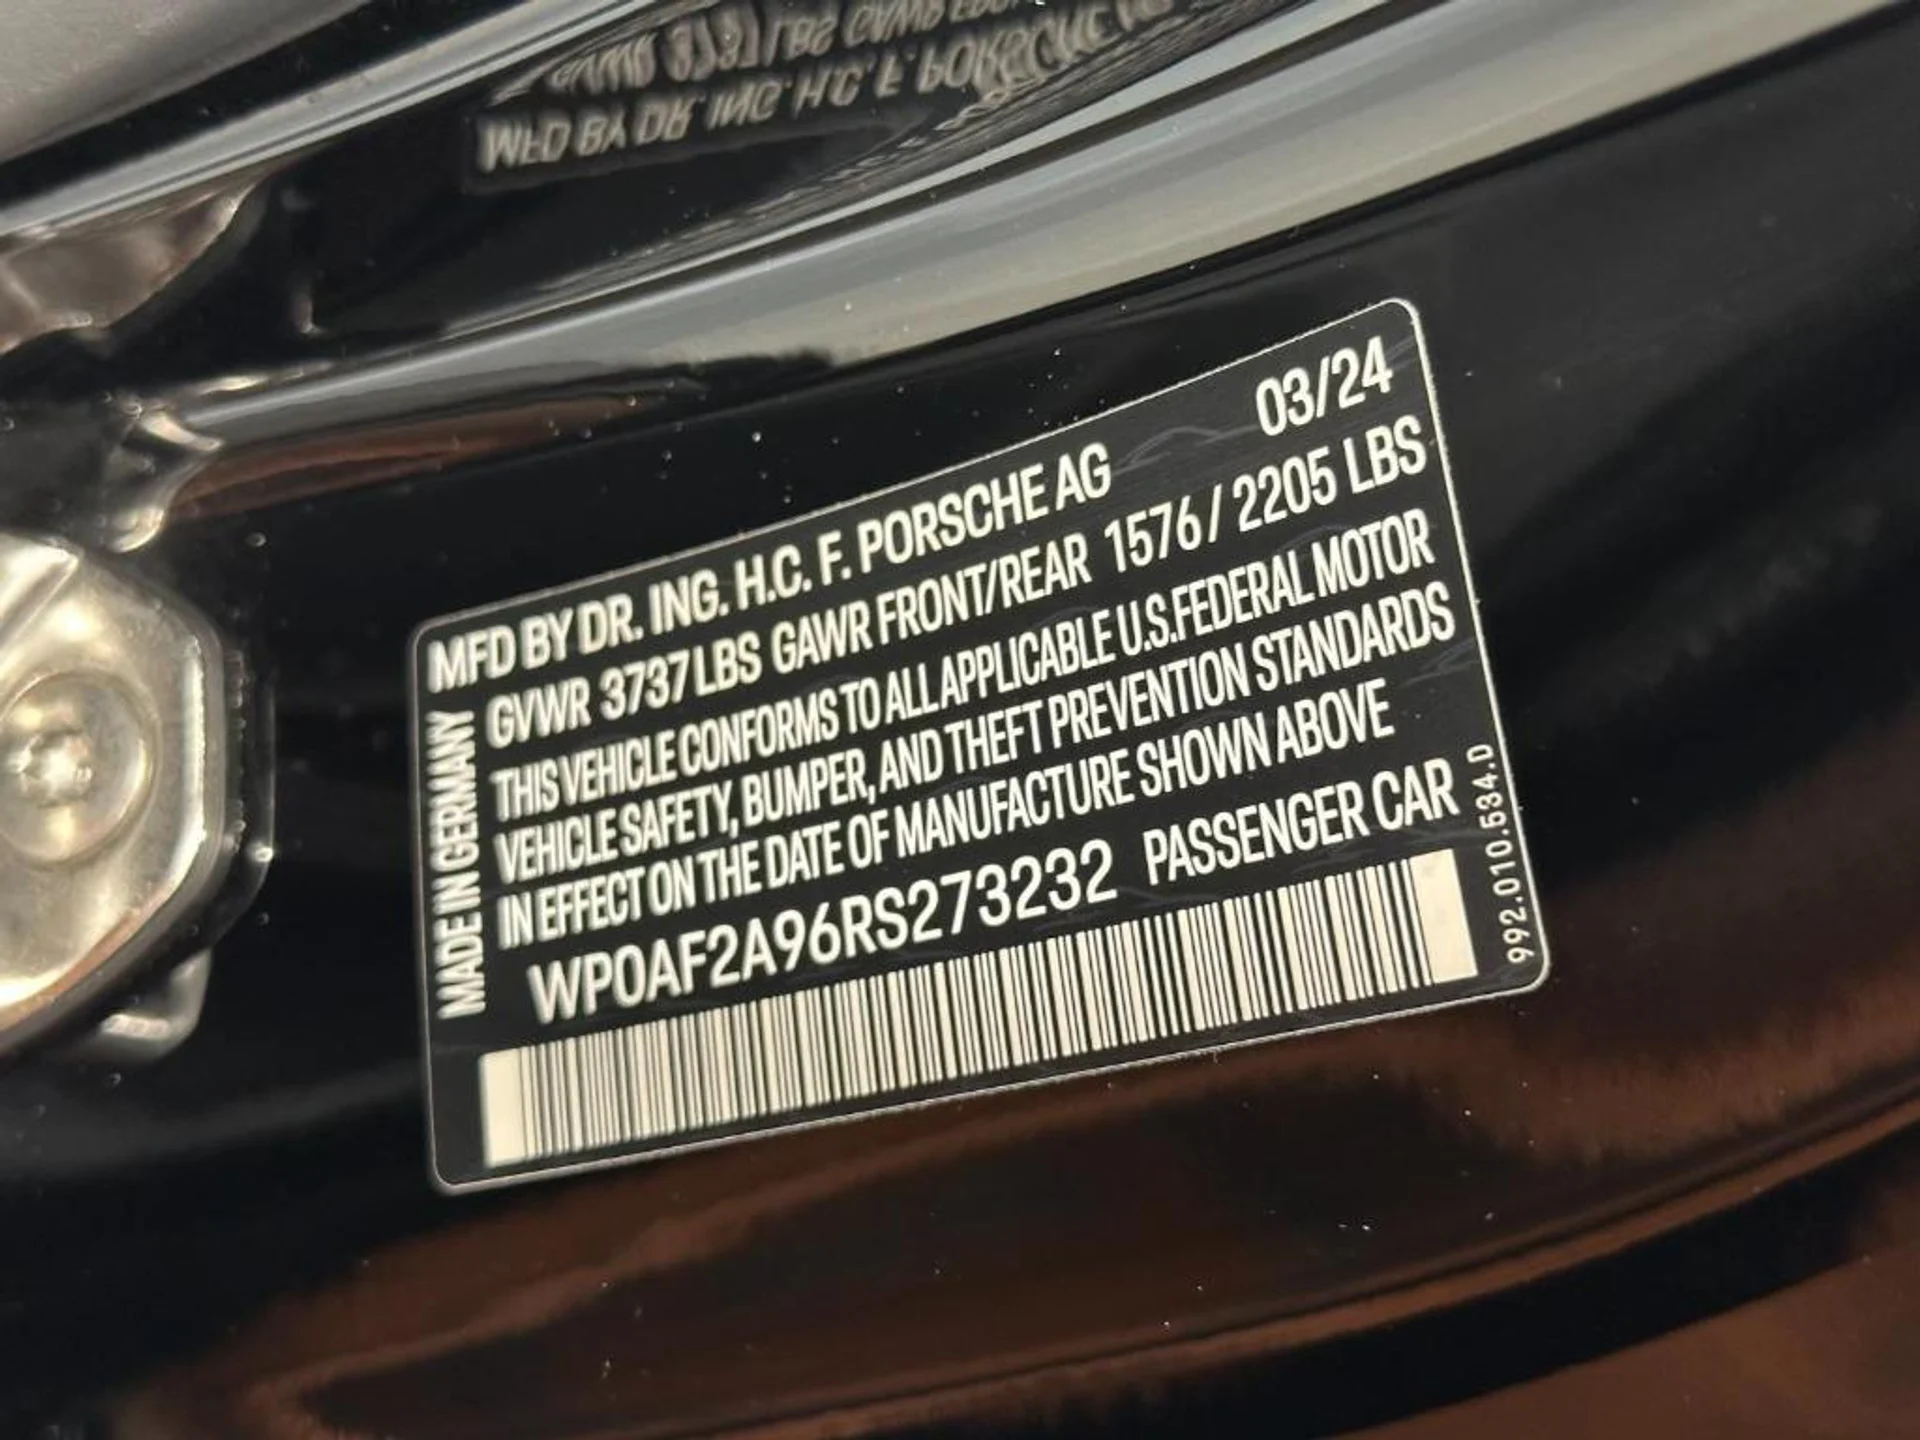 MFD BY DR. ING. H.C. F. PORSCHE AG 03/24
GVWR 3737 LBS GAWR FRONT/REAR 1576 / 2205 LBS
THIS VEHICLE CONFORMS TO ALL APPLICABLE U.S.FEDERAL MOTOR
VEHICLE SAFETY, BUMPER, AND THEFT PREVENTION STANDARDS
IN EFFECT ON THE DATE OF MANUFACTURE SHOWN ABOVE
WP0AF2A96RS273232 PASSENGER CAR
MADE IN GERMANY
992.010.534.D